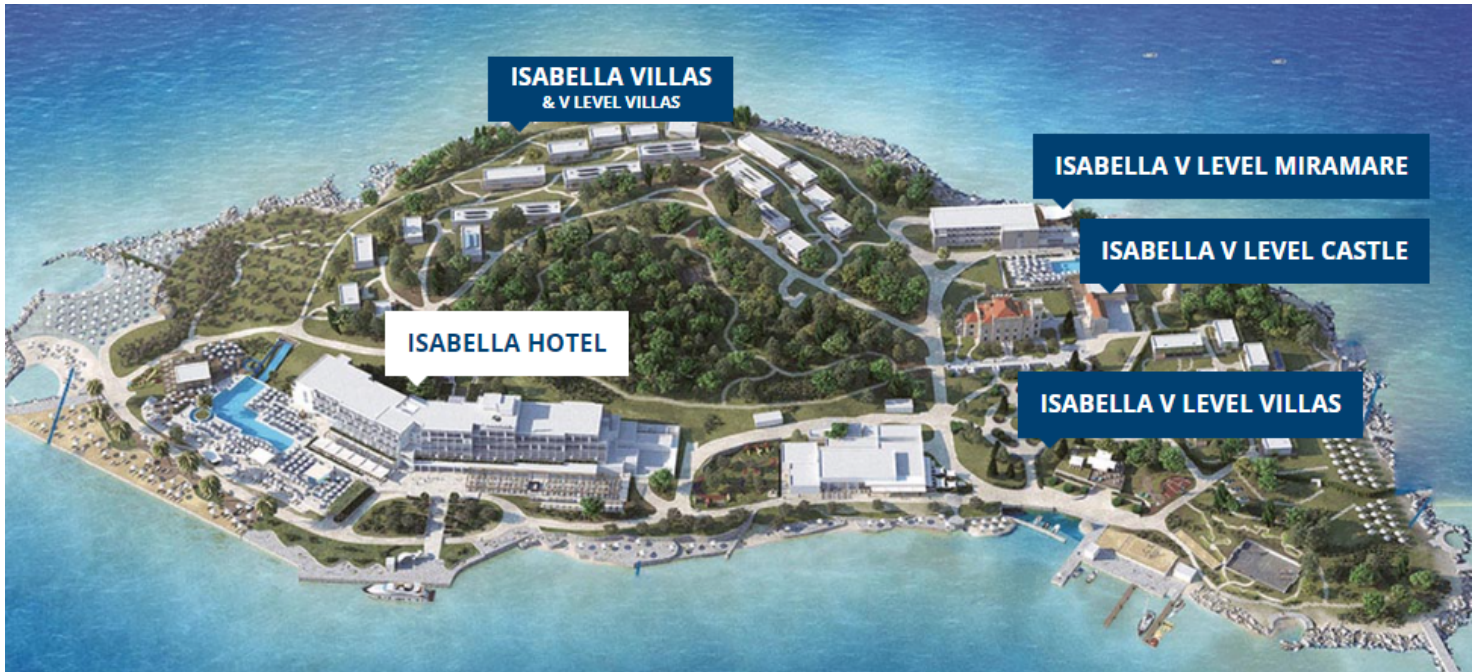 ISABELLA VILLAS
& V LEVEL VILLAS
ISABELLA V LEVEL MIRAMARE
ISABELLA V LEVEL CASTLE
ISABELLA HOTEL
ISABELLA V LEVEL VILLAS